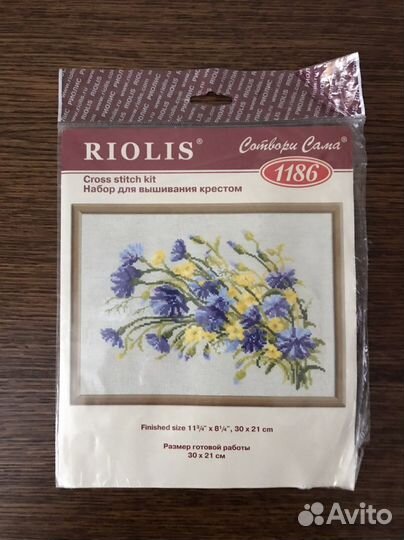 RIOLIS®
Сотвори Сама®
Cross stitch kit
Набор для вышивания крестом
1186
Finished size 11¾" x 8¼", 30 x 21 cm
Размер готовой работы
30 x 21 см
Avito